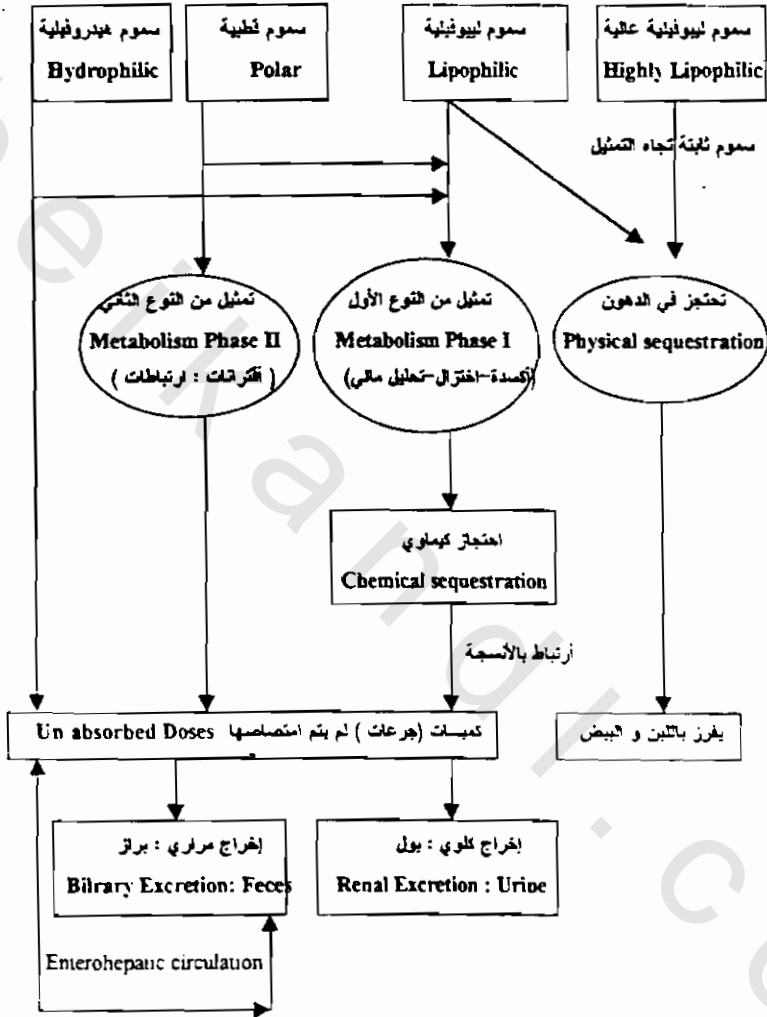 سموم هيدروفيلية
Hydrophilic
سموم قطبية
Polar
سموم ليبوفيلية
Lipophilic
سموم ليبوفيلية عالية
Highly Lipophilic
سموم ثابتة تجاه التمثيل
تمثيل من النوع الثاني
Metabolism Phase II
( اقترانات : ارتباطات )
تمثيل من النوع الأول
Metabolism Phase I
(أكسدة-اختزال-تحليل مائي)
تحتجز في الدهون
Physical sequestration
احتجاز كيماوي
Chemical sequestration
أرتباط بالأنسجة
Un absorbed Doses كميات (جرعات ) لم يتم امتصاصها
يفرز باللبن و البيض
إخراج مراري : براز
Bilrary Excretion: Feces
إخراج كلوي : بول
Renal Excretion : Urine
Enterohepatic circulation
seikandl.co